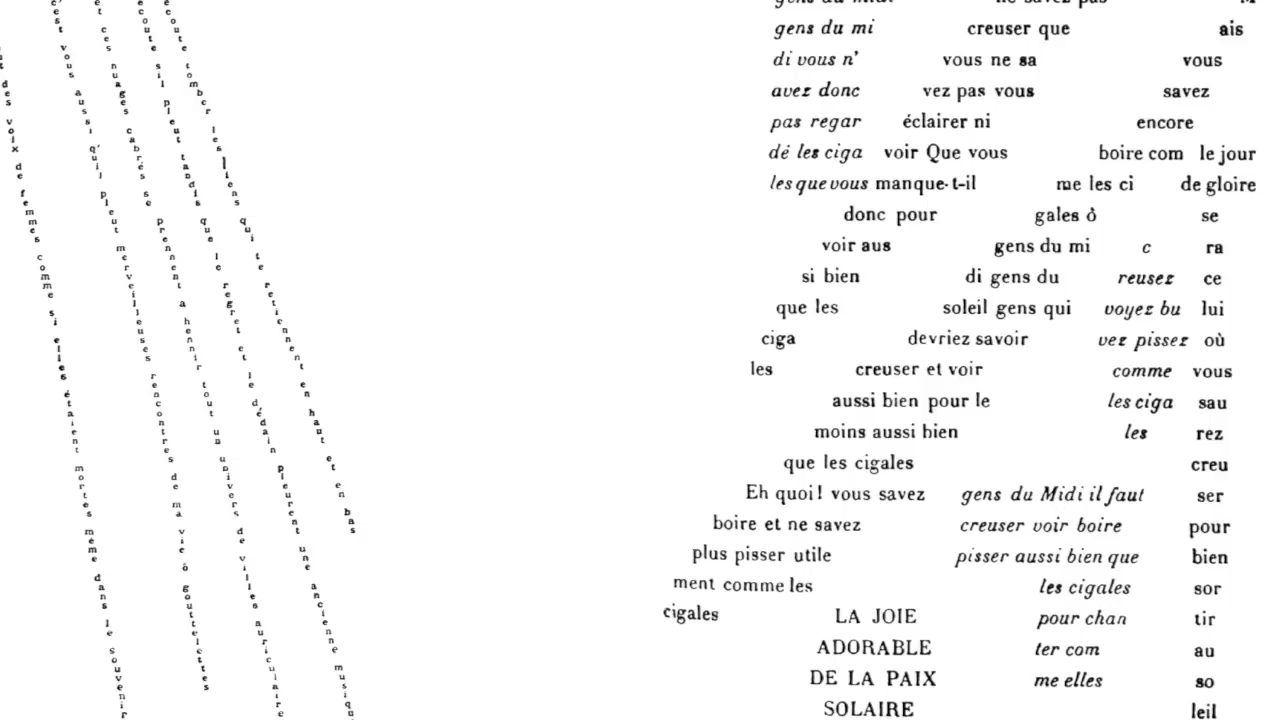 t des voix de femmes comme si elles étaient mortes même dans le souvenir
c'est vous aussi qu'il pleut merveilleuses rencontres de ma vie ô gouttelettes
et ces nuages cabrés se prennent a hennir tout un univers de villes auriculaire
écoute s'il pleut tandis que le regret et le dédain pleurent une ancienne musiqu
écoute tomber les liens qui te retiennent en haut et en bas
gens du midi ne savez pas M
gens du mi creuser que ais
di vous n' vous ne sa vous
avez donc vez pas vous savez
pas regar éclairer ni encore
dé les ciga voir Que vous boire com le jour
les que vous manque-t-il me les ci de gloire
donc pour gales ô se
voir aus gens du mi c ra
si bien di gens du reusez ce
que les soleil gens qui voyez bu lui
ciga devriez savoir vez pissez où
les creuser et voir comme vous
aussi bien pour le les ciga sau
moins aussi bien les rez
que les cigales creu
Eh quoi! vous savez gens du Midi il faut ser
boire et ne savez creuser voir boire pour
plus pisser utile pisser aussi bien que bien
ment comme les les cigales sor
cigales LA JOIE pour chan tir
ADORABLE ter com au
DE LA PAIX me elles so
SOLAIRE leil